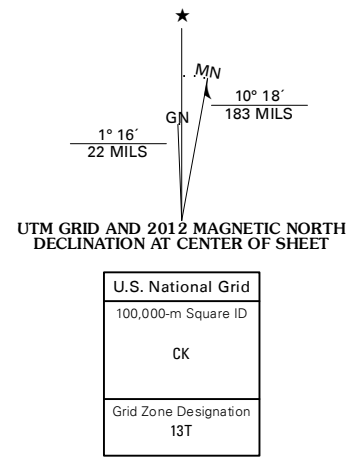 ★
MN
10° 18´
183 MILS
GN
1° 16´
22 MILS
UTM GRID AND 2012 MAGNETIC NORTH
DECLINATION AT CENTER OF SHEET
U.S. National Grid
100,000-m Square ID
CK
Grid Zone Designation
13T